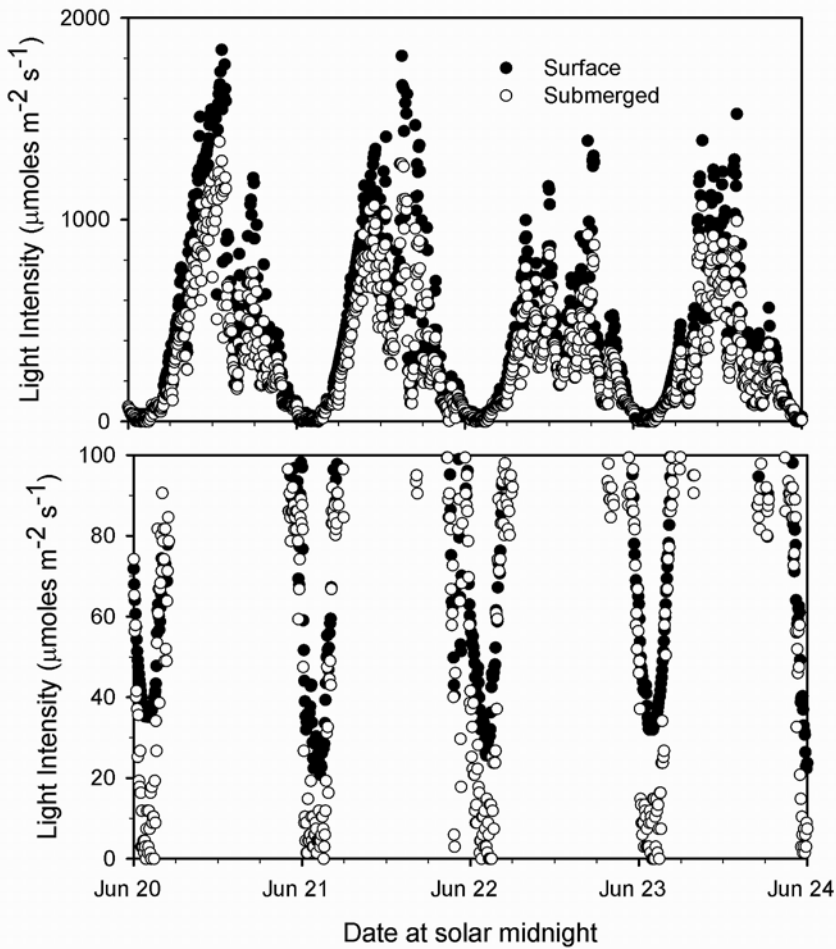 2000
1000
0
Light Intensity (μmoles m-2 s-1)
Surface
Submerged
100
80
60
40
20
0
Light Intensity (μmoles m-2 s-1)
Jun 20
Jun 21
Jun 22
Jun 23
Jun 24
Date at solar midnight